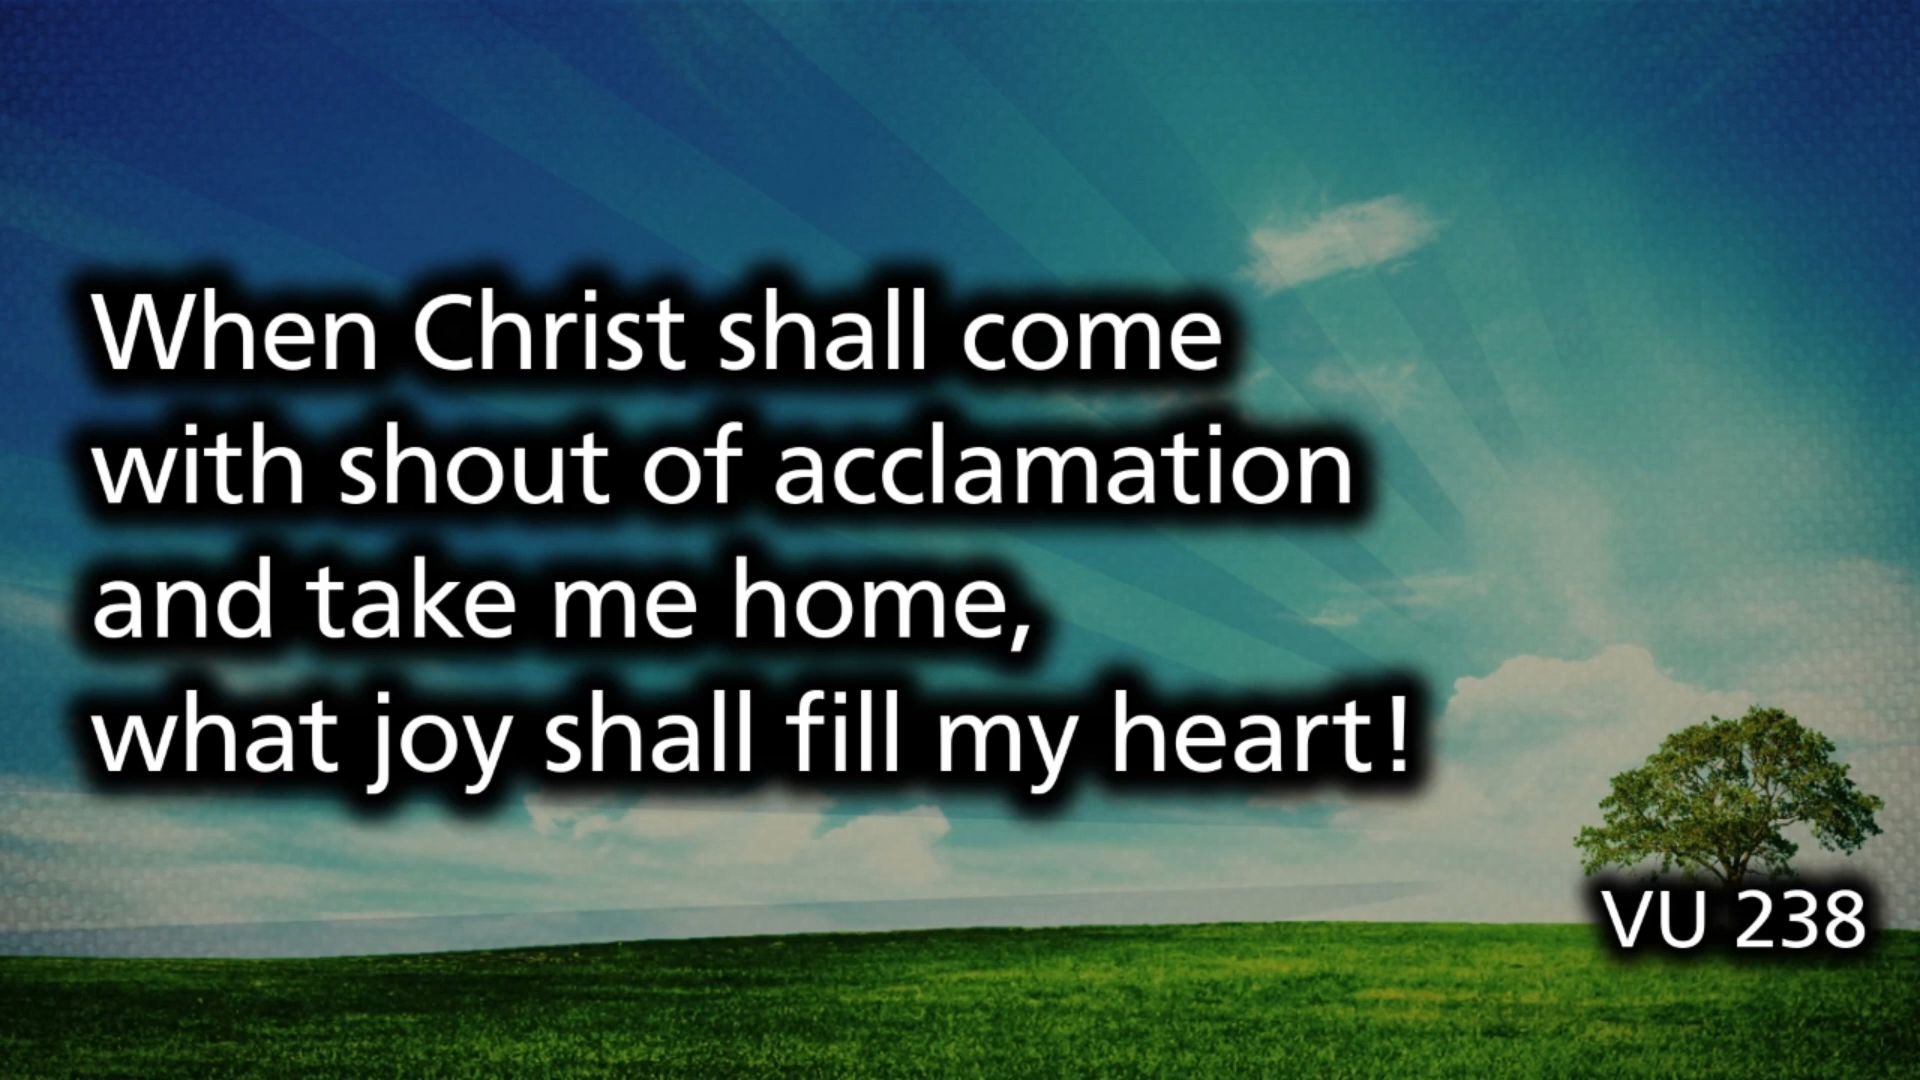 When Christ shall come
with shout of acclamation
and take me home,
what joy shall fill my heart!
VU 238